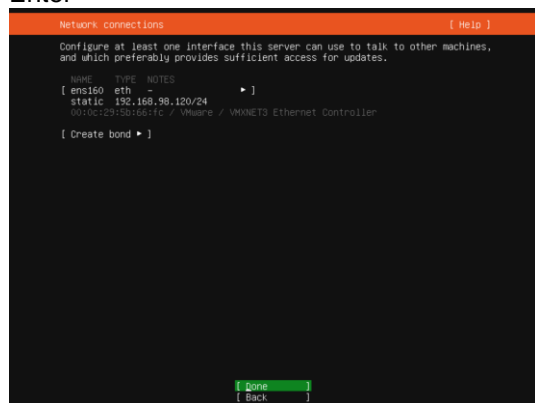 Enter
Network connections [ Help ]
Configure at least one interface this server can use to talk to other machines,
and which preferably provides sufficient access for updates.
NAME TYPE NOTES
[ ens160 eth - ▸ ]
static 192.168.98.120/24
00:0c:29:5b:66:fc / VMware / VMXNET3 Ethernet Controller
[ Create bond ▸ ]
[ Done ]
[ Back ]